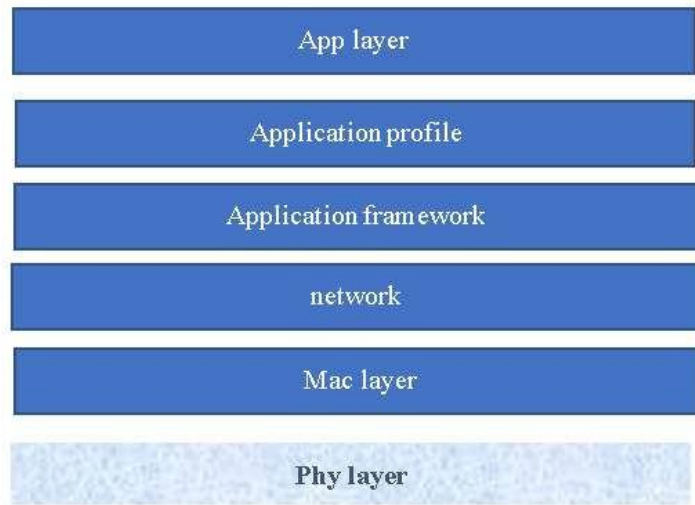 App layer
Application profile
Application framework
network
Mac layer
Phy layer